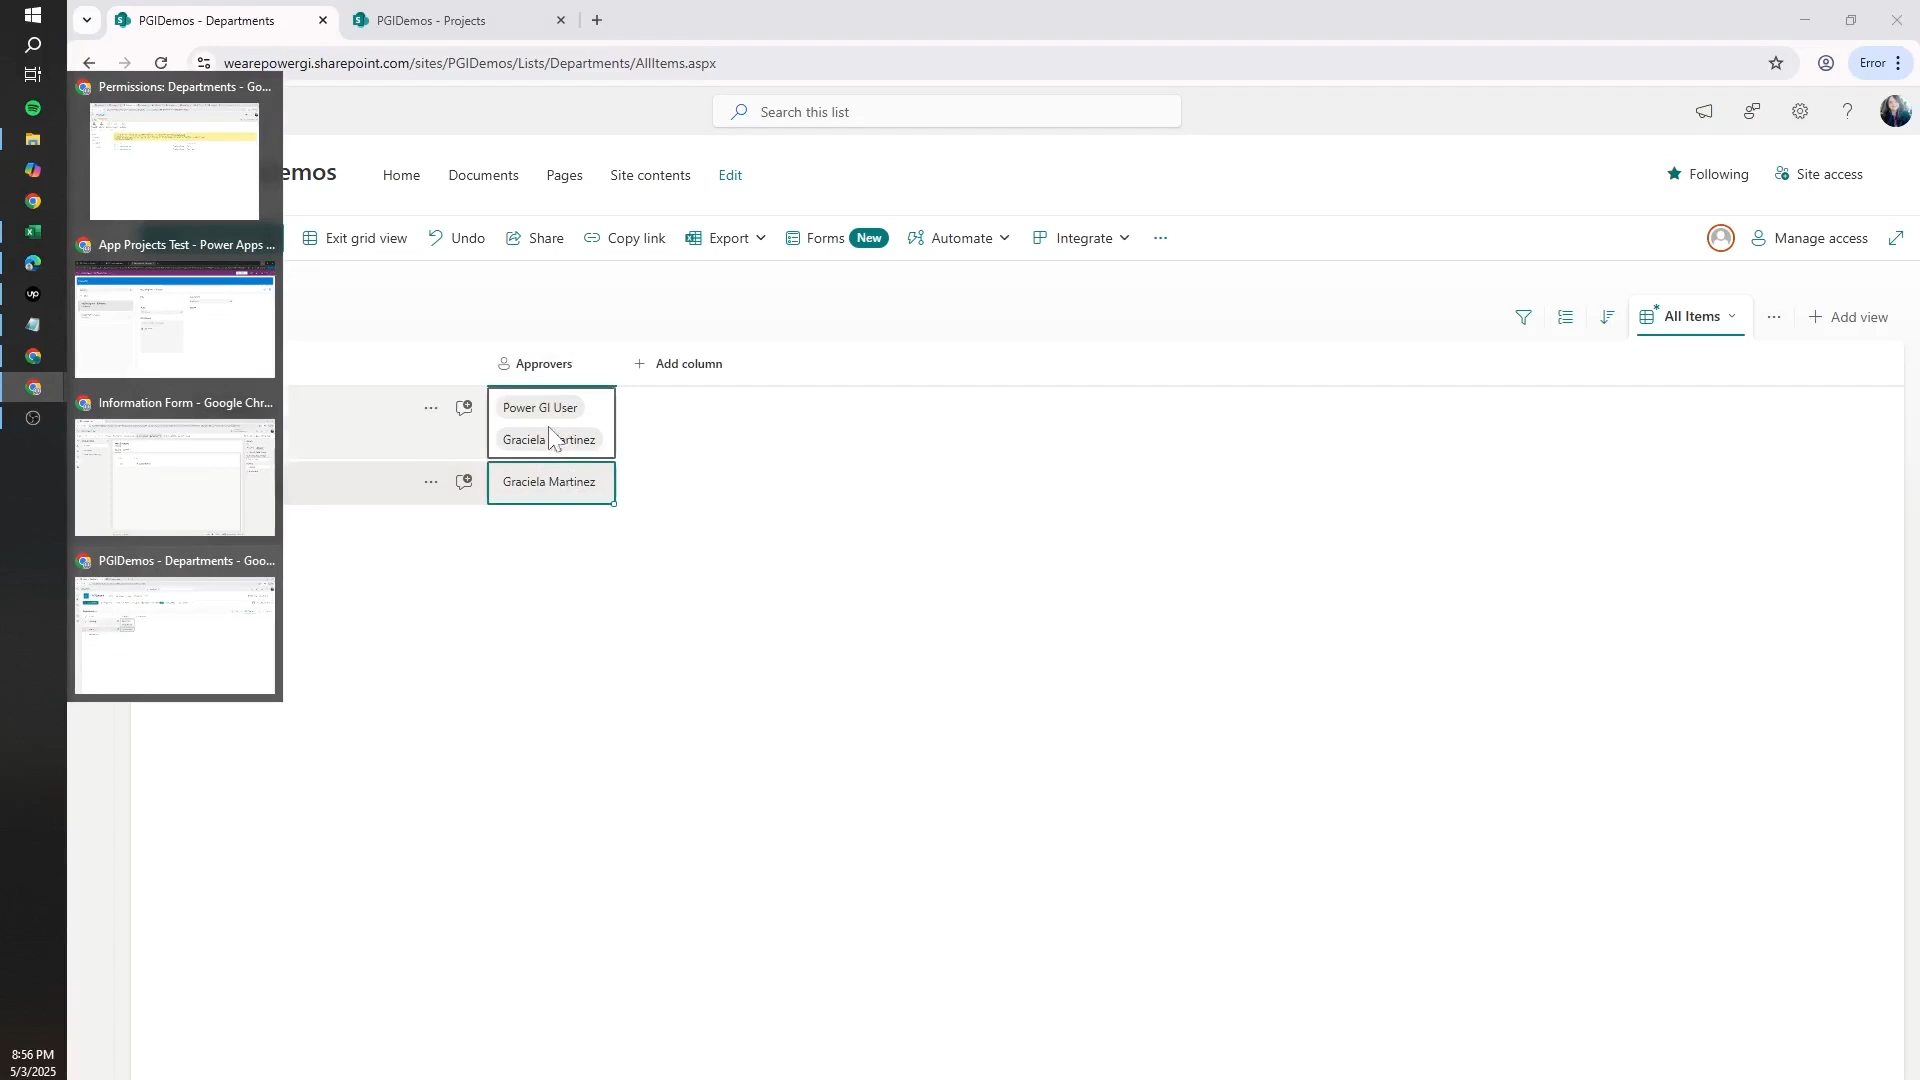 PGIDemos - Departments
PGIDemos - Projects
wearepowergi.sharepoint.com/sites/PGIDemos/Lists/Departments/AllItems.aspx
Error
Permissions: Departments - Go...
Search this list
emos
Home
Documents
Pages
Site contents
Edit
Following
Site access
App Projects Test - Power Apps ...
Exit grid view
Undo
Share
Copy link
Export
Forms
New
Automate
Integrate
Manage access
up
All Items
Add view
Approvers
Add column
Information Form - Google Chr...
Power GI User
Graciela Martinez
Graciela Martinez
PGIDemos - Departments - Goo...
8:56 PM
5/3/2025